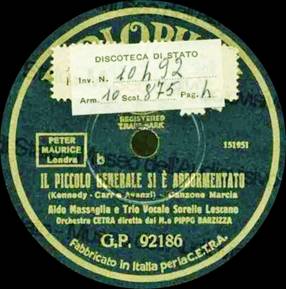 DISCOTECA DI STATO
Inv. N. 10 h 92
Arm. 10 Scaf. 875 Pag. h
REGISTERED
TRADE MARK
PETER
MAURICE
Londra
b
151951
IL PICCOLO GENERALE SI È ADDORMENTATO
(Kennedy - Carr e Avanzi) - Canzone Marcia
Aldo Masseglia e Trio Vocale Sorelle Lescano
Orchestra CETRA diretta dal M.o PIPPO BARZIZZA
G.P. 92186
Fabbricato in Italia per la C.E.T.R.A.